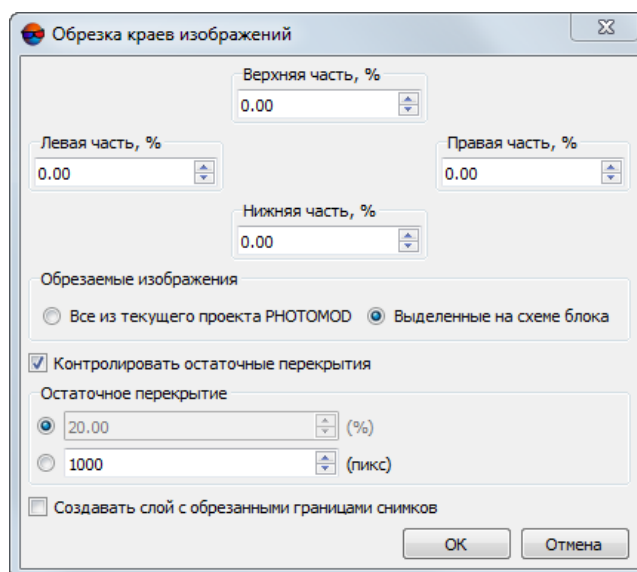 Обрезка краев изображений
Верхняя часть, %
0.00
Левая часть, %
0.00
Правая часть, %
0.00
Нижняя часть, %
0.00
Обрезаемые изображения
Все из текущего проекта PHOTOMOD
Выделенные на схеме блока
Контролировать остаточные перекрытия
Остаточное перекрытие
20.00 (%)
1000 (пикс)
Создавать слой с обрезанными границами снимков
OK
Отмена